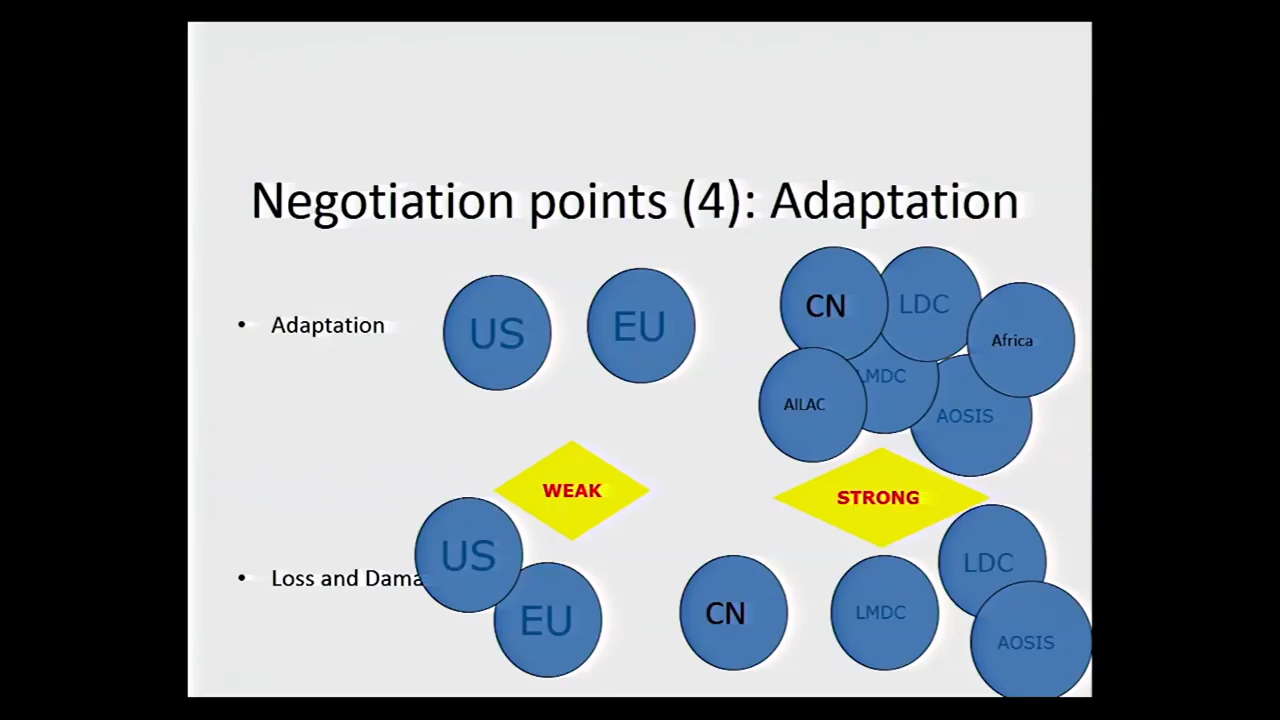 Negotiation points (4): Adaptation
• Adaptation
US
EU
CN
LDC
Africa
LMDC
AILAC
AOSIS
WEAK
STRONG
• Loss and Dama
US
EU
CN
LMDC
LDC
AOSIS